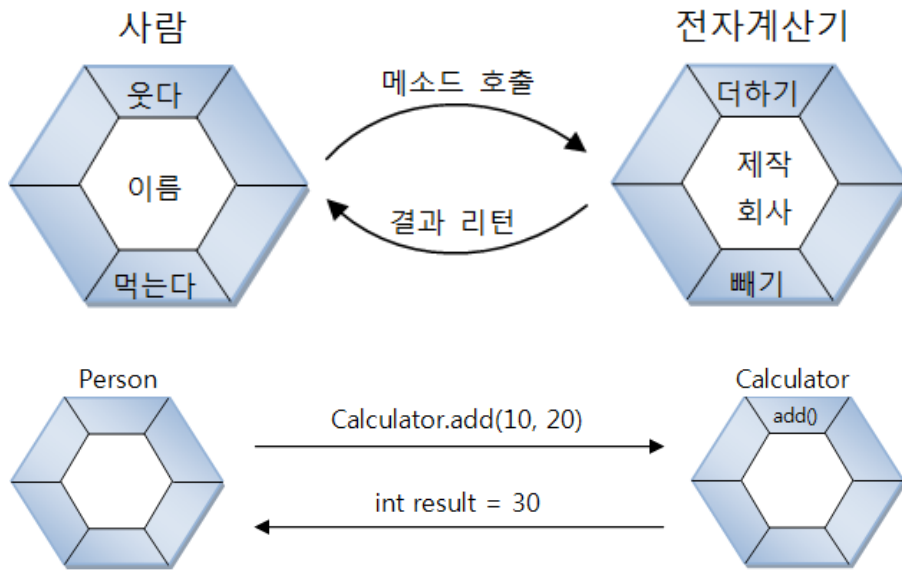 사람
전자계산기
웃다
메소드 호출
더하기
이름
제작
회사
결과 리턴
먹는다
빼기
Person
Calculator
Calculator.add(10, 20)
add()
int result = 30